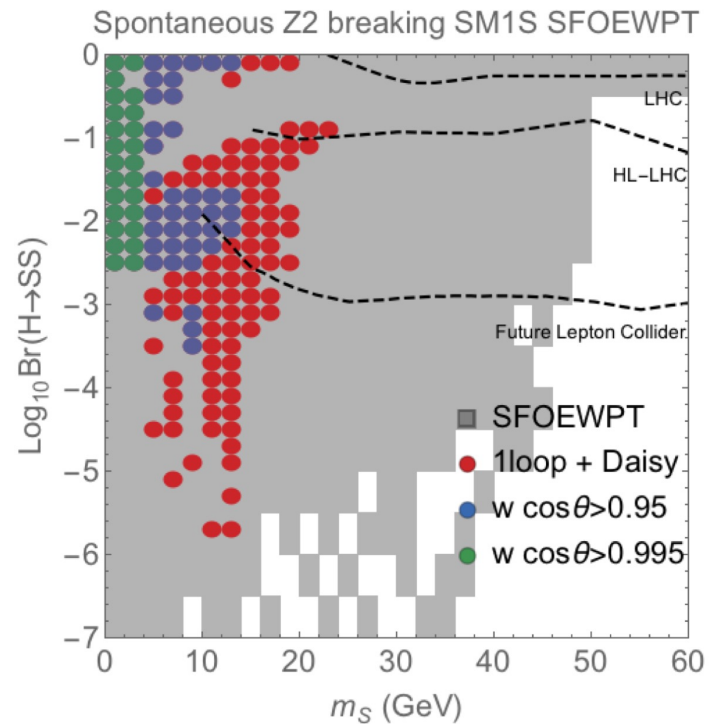 Spontaneous Z2 breaking SM1S SFOEWPT
0
−1
−2
−3
−4
−5
−6
−7
Log₁₀Br(H→SS)
LHC
HL−LHC
Future Lepton Collider
SFOEWPT
1loop + Daisy
w cosθ>0.95
w cosθ>0.995
0 10 20 30 40 50 60
m_S (GeV)